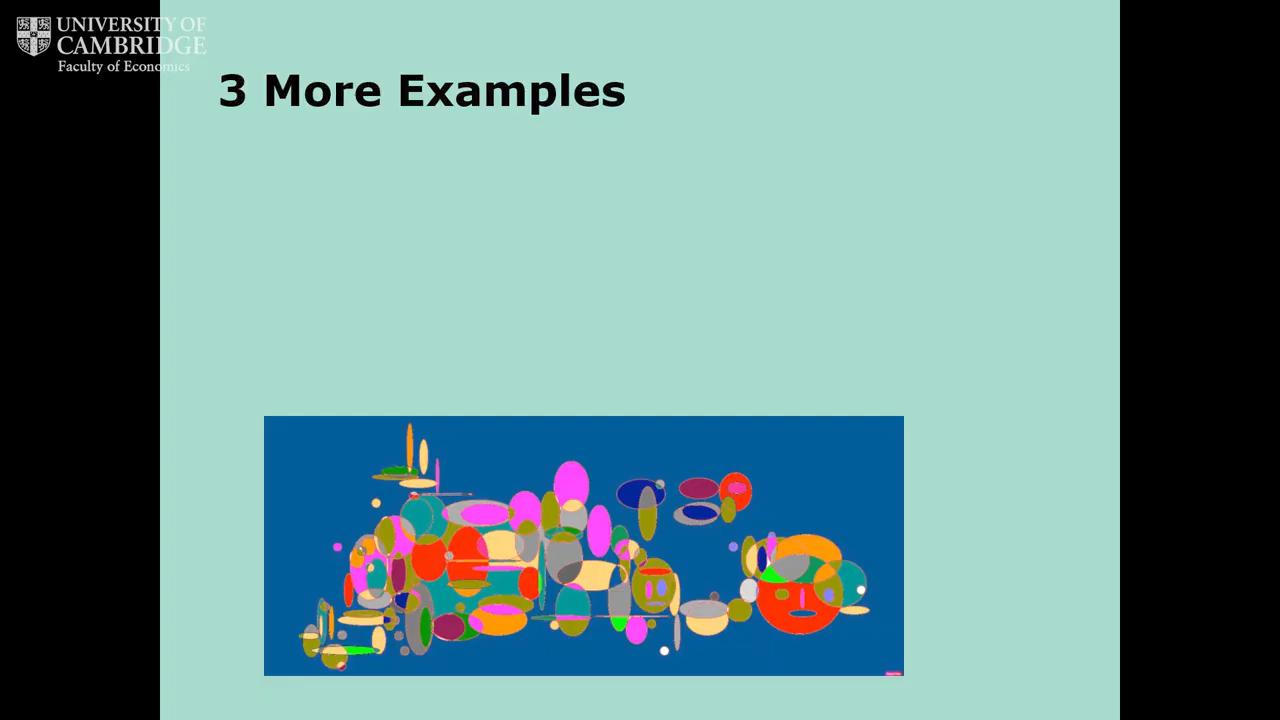 UNIVERSITY OF
CAMBRIDGE
Faculty of Economics
3 More Examples